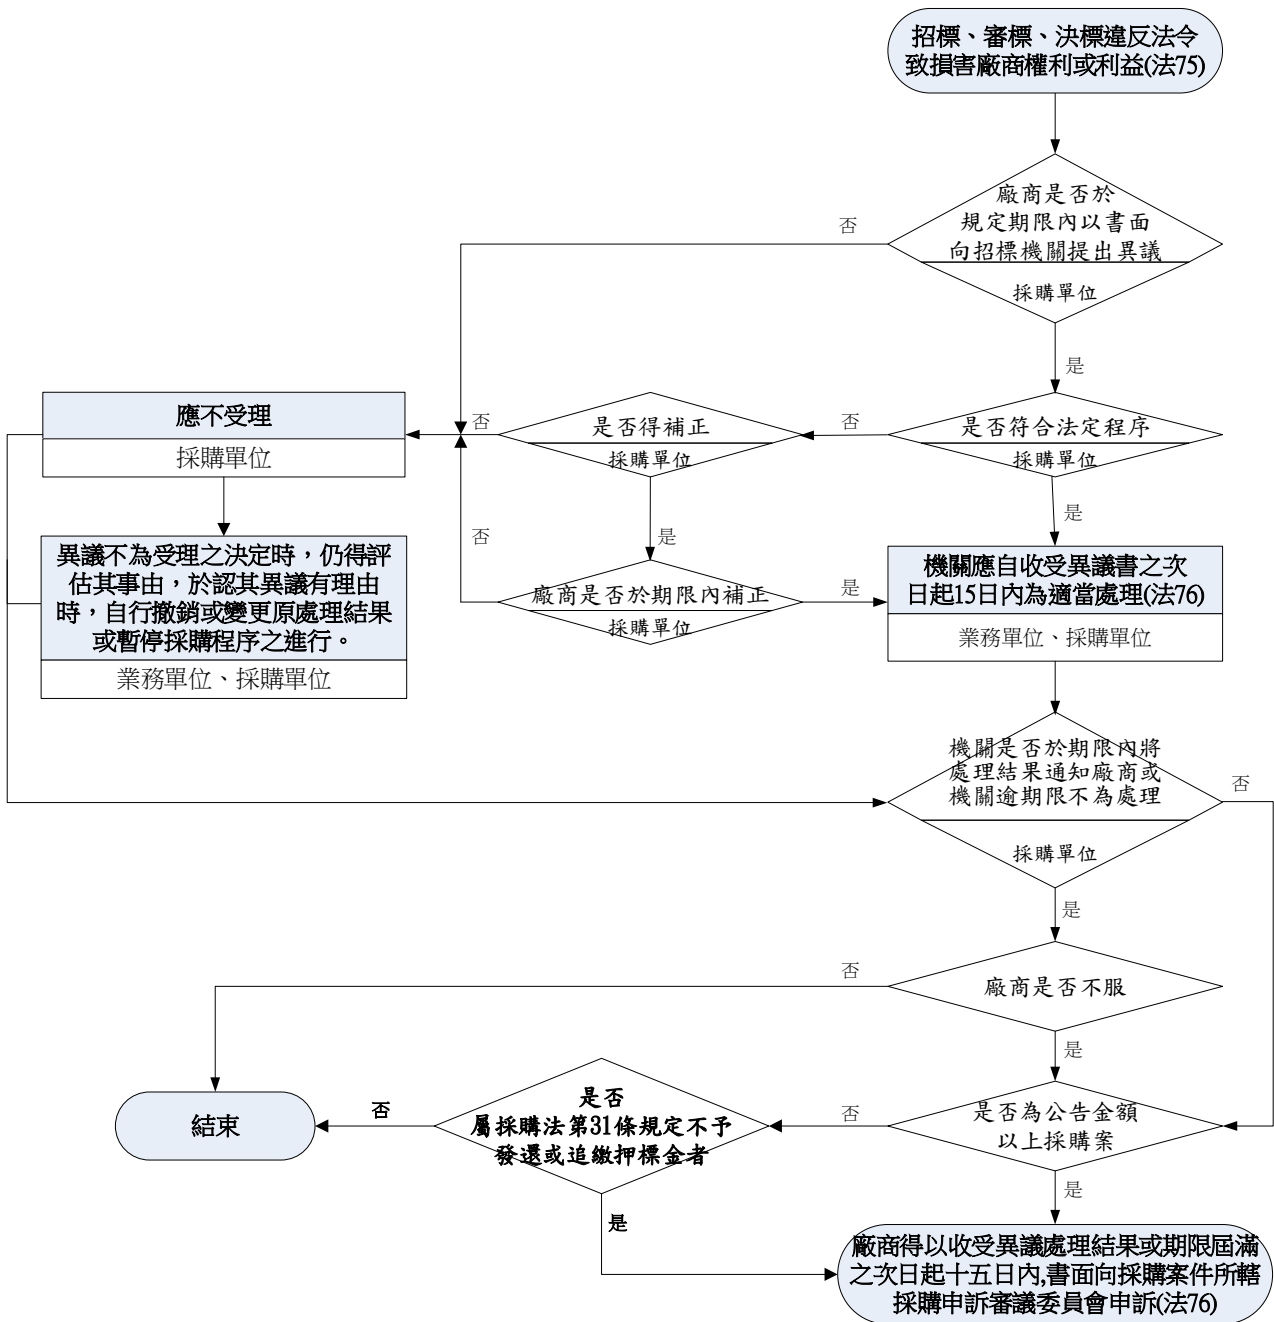 招標、審標、決標違反法令
致損害廠商權利或利益(法75)
廠商是否於
規定期限內以書面
向招標機關提出異議
採購單位
否
是
應不受理
採購單位
否
是否得補正
採購單位
否
是否符合法定程序
採購單位
是
是
異議不為受理之決定時，仍得評
估其事由，於認其異議有理由
時，自行撤銷或變更原處理結果
或暫停採購程序之進行。
業務單位、採購單位
否
廠商是否於期限內補正
採購單位
是
機關應自收受異議書之次
日起15日內為適當處理(法76)
業務單位、採購單位
機關是否於期限內將
處理結果通知廠商或
機關逾期限不為處理
採購單位
否
是
否
廠商是否不服
是
結束
否
是否
屬採購法第31條規定不予
發還或追繳押標金者
否
是否為公告金額
以上採購案
是
是
廠商得以收受異議處理結果或期限屆滿
之次日起十五日內,書面向採購案件所轄
採購申訴審議委員會申訴(法76)